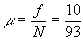 μ = f/N = 10/93